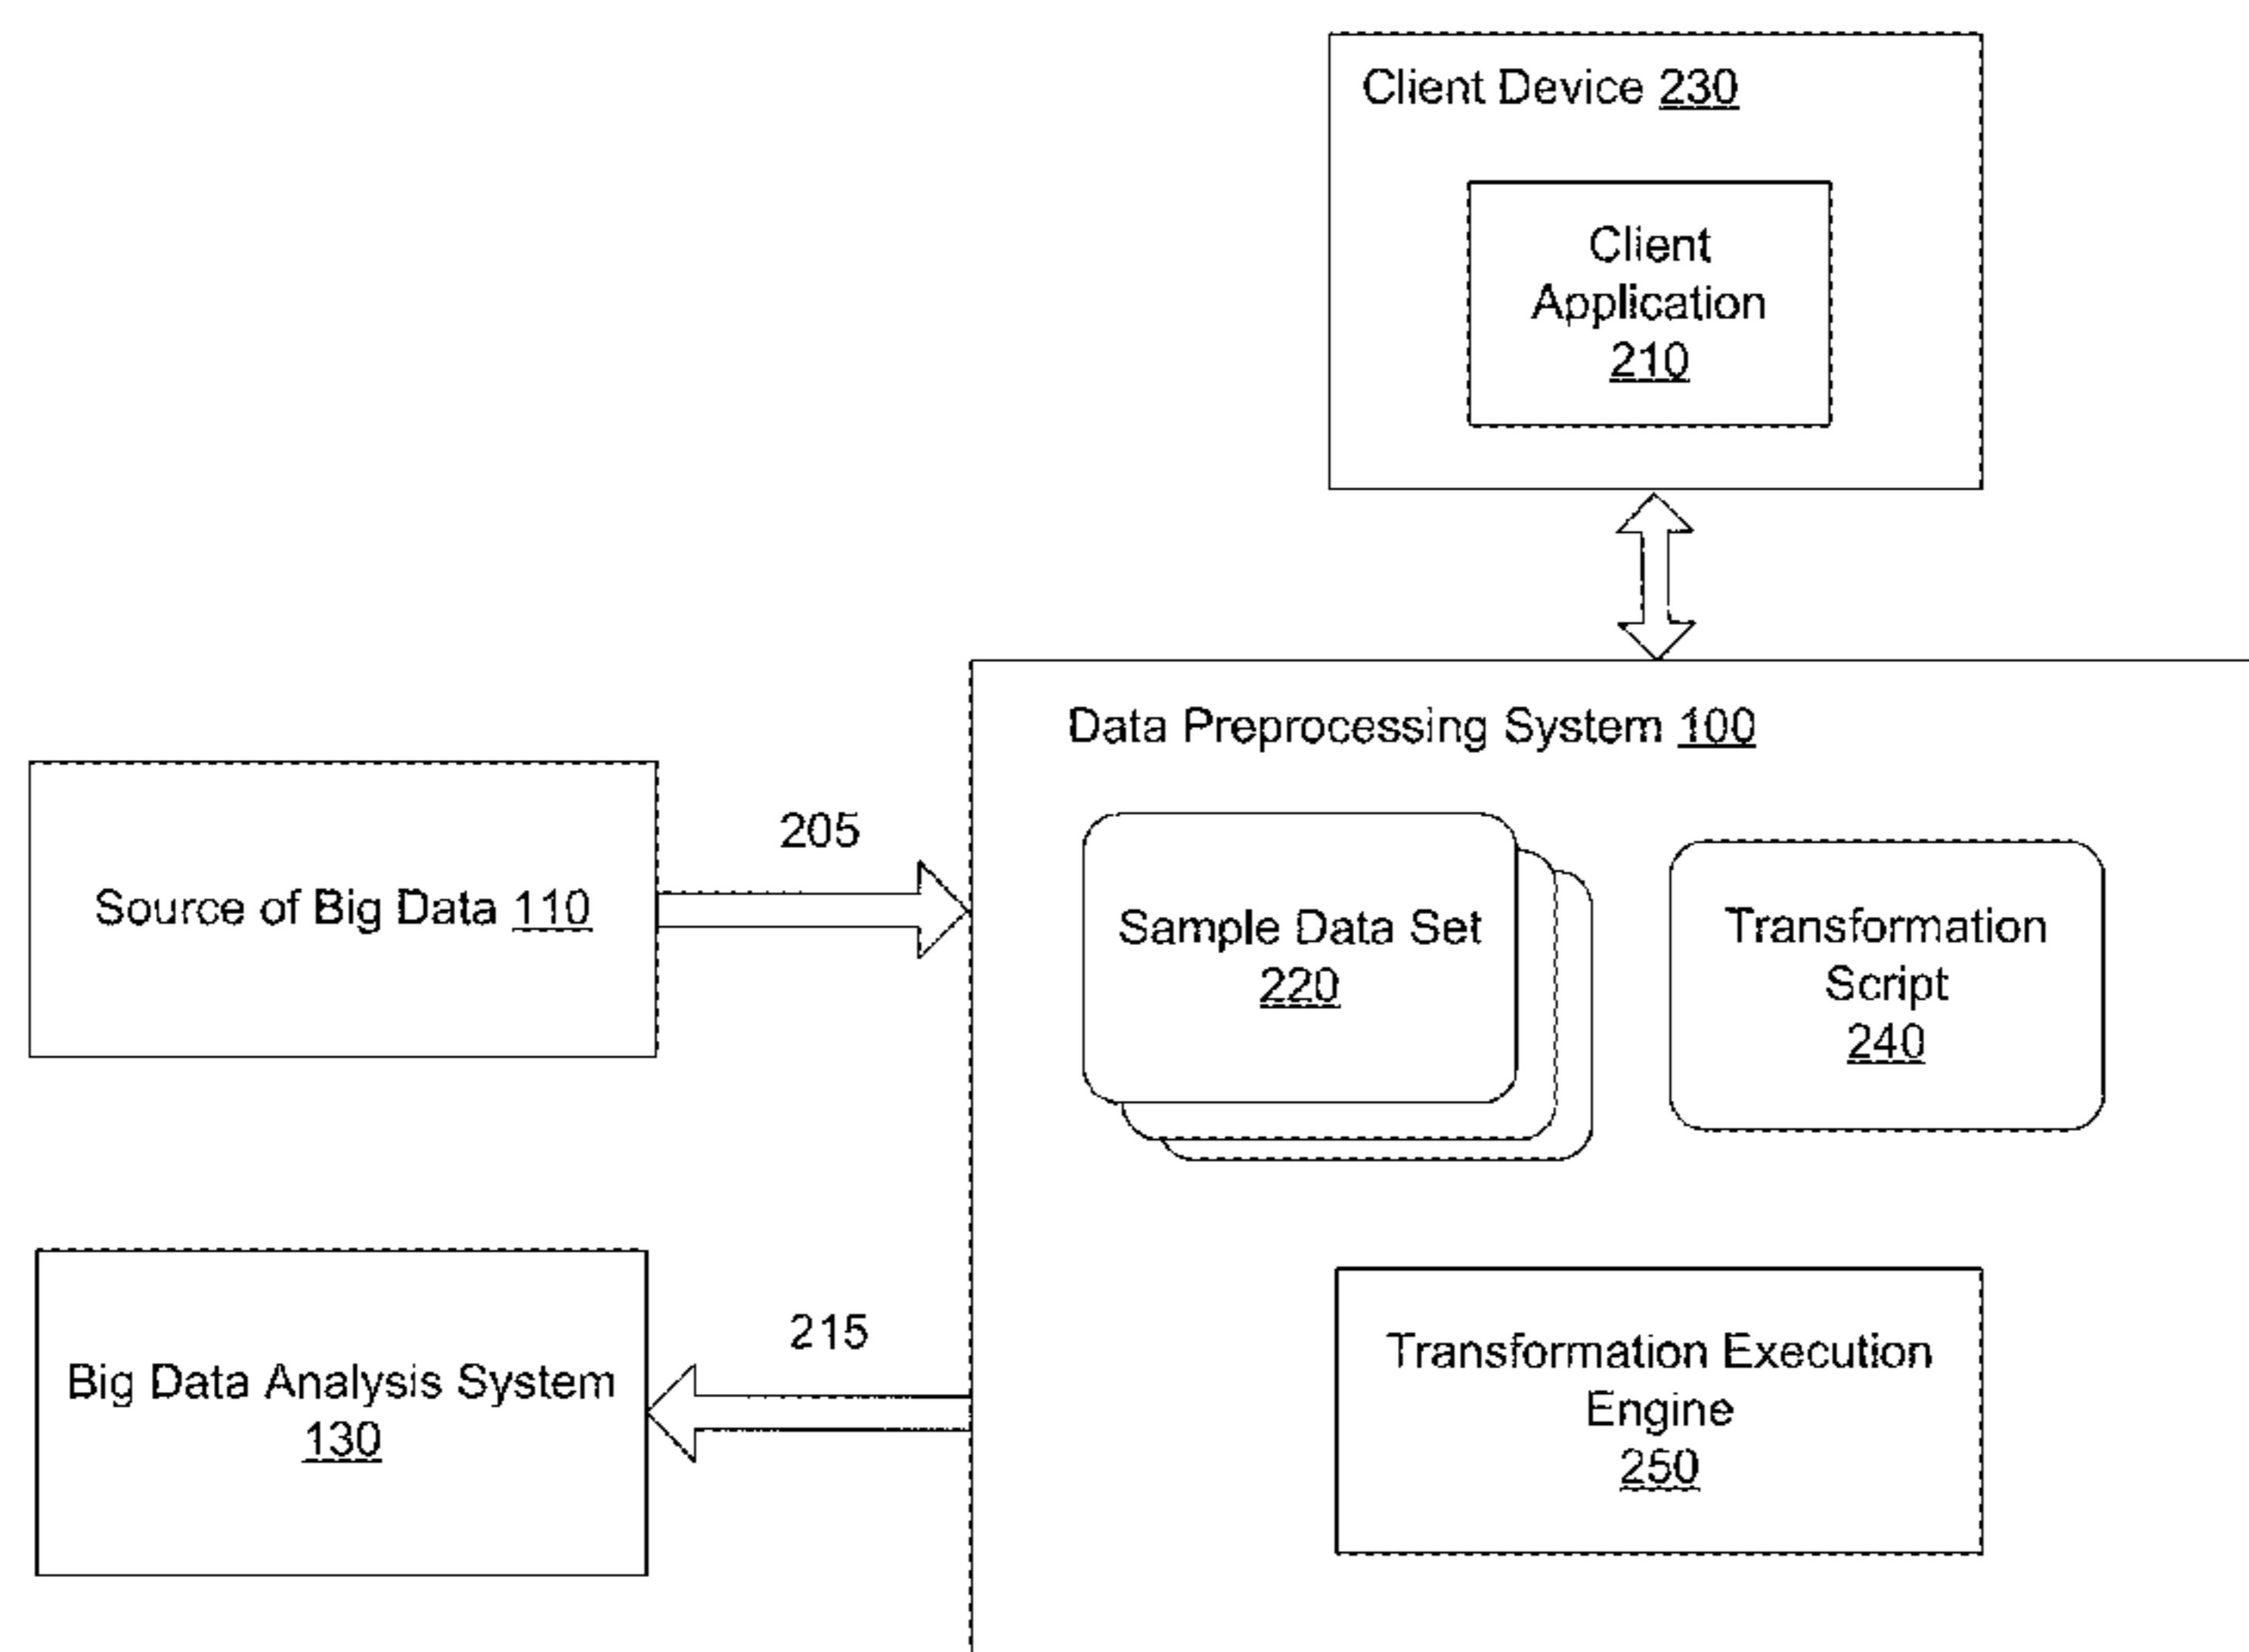 Client Device 230
Client
Application
210
Data Preprocessing System 100
205
Source of Big Data 110
Sample Data Set
220
Transformation
Script
240
215
Big Data Analysis System
130
Transformation Execution
Engine
250